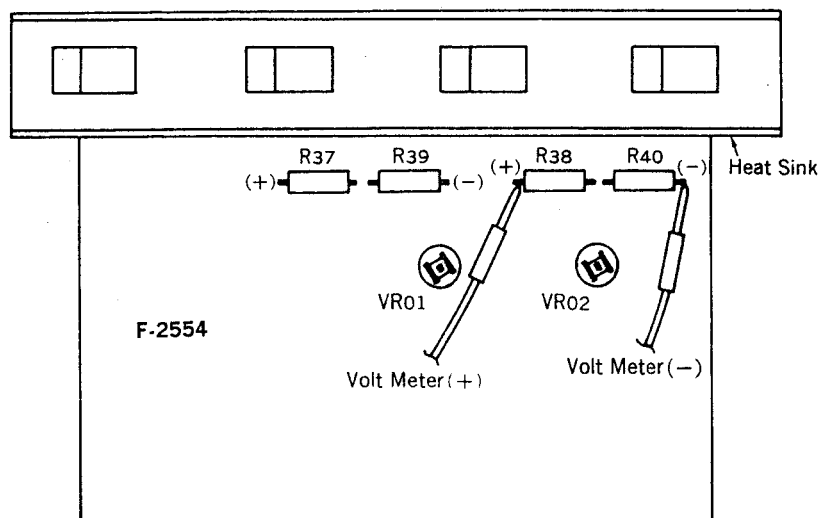 R37 R39 R38 R40
(+) (−) (+) (−)
Heat Sink
VR01 VR02
F-2554
Volt Meter (+)
Volt Meter (−)